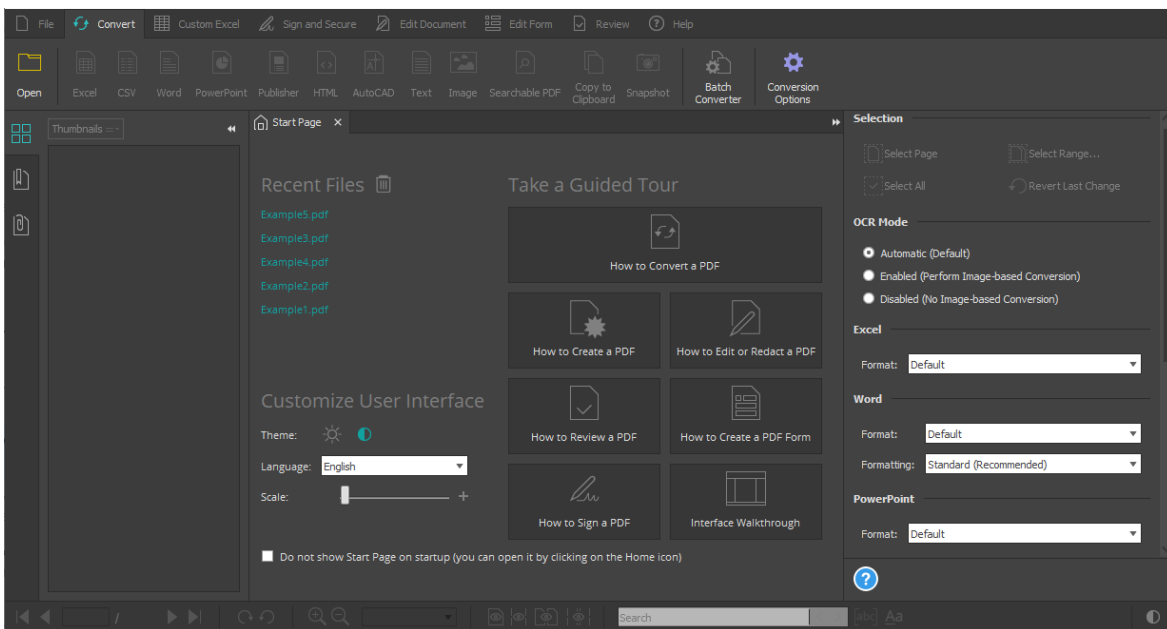 File Convert Custom Excel Sign and Secure Edit Document Edit Form Review Help
Open Excel CSV Word PowerPoint Publisher HTML AutoCAD Text Image Searchable PDF Copy to Clipboard Snapshot Batch Converter Conversion Options
Thumbnails
Start Page
Recent Files
Example5.pdf
Example3.pdf
Example4.pdf
Example2.pdf
Example1.pdf
Take a Guided Tour
How to Convert a PDF
How to Create a PDF
How to Edit or Redact a PDF
How to Review a PDF
How to Create a PDF Form
How to Sign a PDF
Interface Walkthrough
Customize User Interface
Theme:
Language: English
Scale:
Do not show Start Page on startup (you can open it by clicking on the Home icon)
Selection
Select Page Select Range...
Select All Revert Last Change
OCR Mode
Automatic (Default)
Enabled (Perform Image-based Conversion)
Disabled (No Image-based Conversion)
Excel
Format: Default
Word
Format: Default
Formatting: Standard (Recommended)
PowerPoint
Format: Default
/ Search [abc] Aa